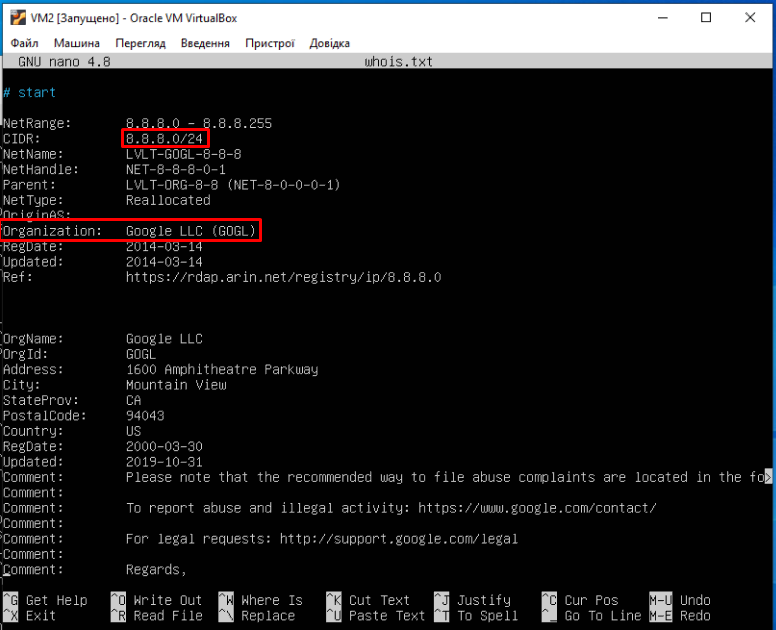 VM2 [Запущено] - Oracle VM VirtualBox
Файл Машина Перегляд Введення Пристрої Довідка
GNU nano 4.8 whois.txt
# start
NetRange: 8.8.8.0 - 8.8.8.255
CIDR: 8.8.8.0/24
NetName: LVLT-GOGL-8-8-8
NetHandle: NET-8-8-8-0-1
Parent: LVLT-ORG-8-8 (NET-8-0-0-0-1)
NetType: Reallocated
OriginAS:
Organization: Google LLC (GOGL)
RegDate: 2014-03-14
Updated: 2014-03-14
Ref: https://rdap.arin.net/registry/ip/8.8.8.0
OrgName: Google LLC
OrgId: GOGL
Address: 1600 Amphitheatre Parkway
City: Mountain View
StateProv: CA
PostalCode: 94043
Country: US
RegDate: 2000-03-30
Updated: 2019-10-31
Comment: Please note that the recommended way to file abuse complaints are located in the fo>
Comment:
Comment: To report abuse and illegal activity: https://www.google.com/contact/
Comment:
Comment: For legal requests: http://support.google.com/legal
Comment:
Comment: Regards,
^G Get Help ^O Write Out ^W Where Is ^K Cut Text ^J Justify ^C Cur Pos M-U Undo
^X Exit ^R Read File ^\ Replace ^U Paste Text ^T To Spell ^_ Go To Line M-E Redo